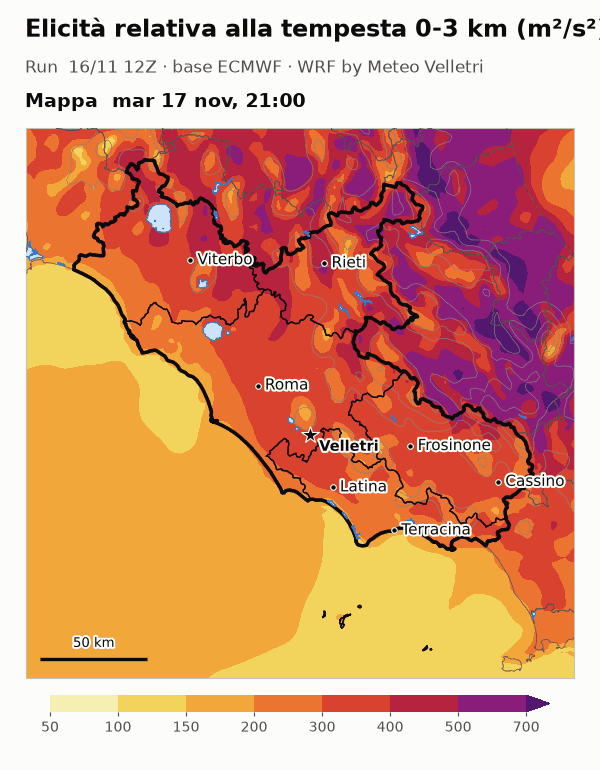 Elicità relativa alla tempesta 0-3 km (m²/s²)
Run 16/11 12Z · base ECMWF · WRF by Meteo Velletri
Mappa mar 17 nov, 21:00
Viterbo
Rieti
Roma
Velletri
Frosinone
Latina
Cassino
Terracina
50 km
50 100 150 200 300 400 500 700